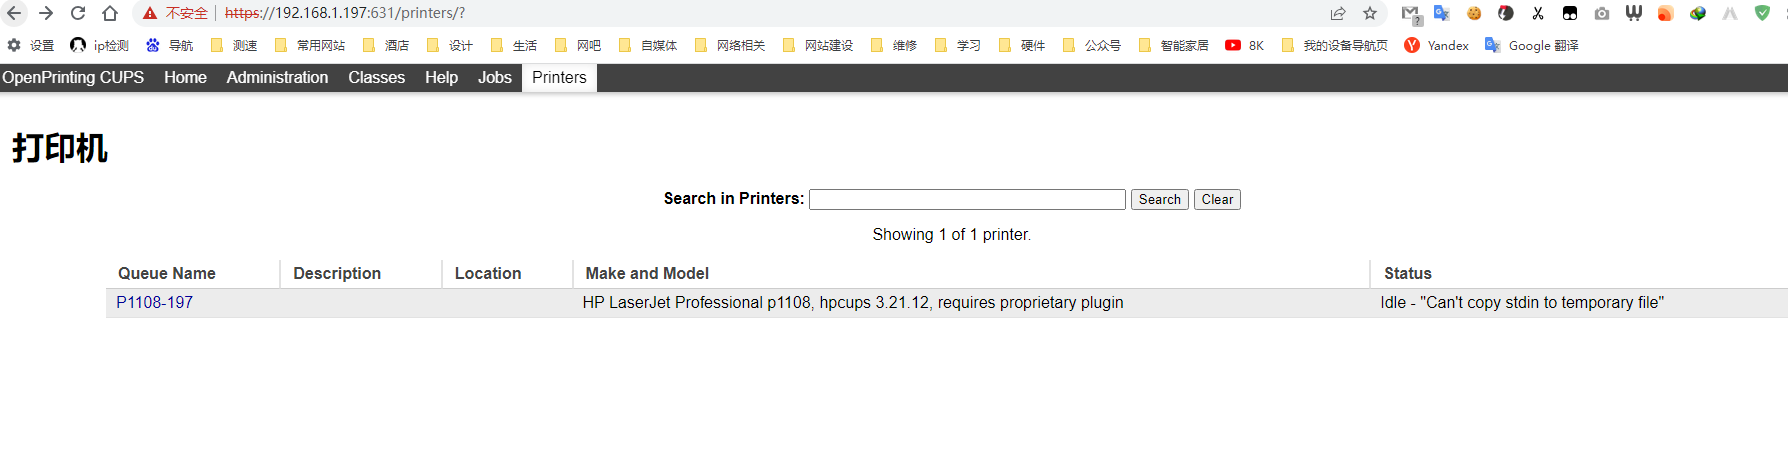 不安全 https://192.168.1.197:631/printers/?
设置 ip检测 导航 测速 常用网站 酒店 设计 生活 网吧 自媒体 网络相关 网站建设 维修 学习 硬件 公众号 智能家居 8K 我的设备导航页 Yandex Google 翻译
OpenPrinting CUPS Home Administration Classes Help Jobs Printers
打印机
Search in Printers: Search Clear
Showing 1 of 1 printer.
Queue Name Description Location Make and Model Status
P1108-197 HP LaserJet Professional p1108, hpcups 3.21.12, requires proprietary plugin Idle - "Can't copy stdin to temporary file"